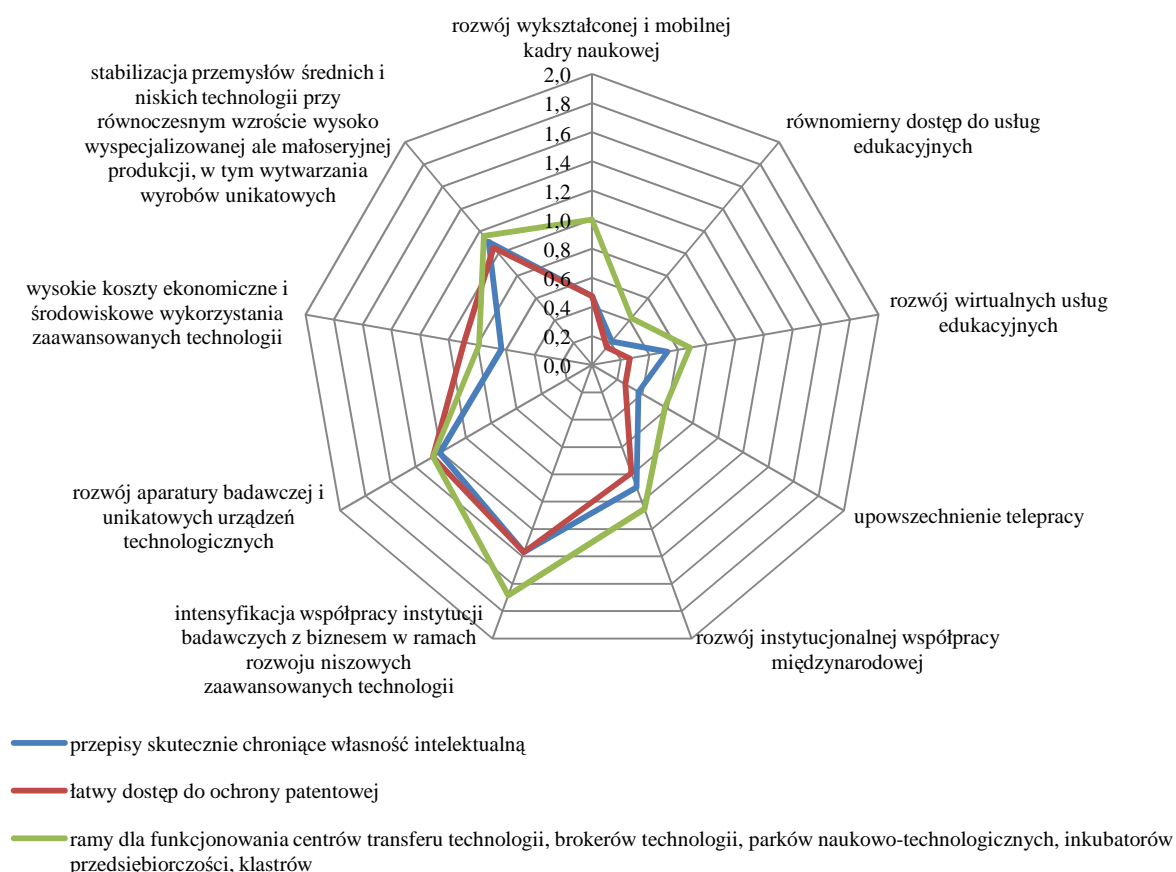 rozwój wykształconej i mobilnej
kadry naukowej
równomierny dostęp do usług
edukacyjnych
rozwój wirtualnych usług
edukacyjnych
upowszechnienie telepracy
rozwój instytucjonalnej współpracy
międzynarodowej
intensyfikacja współpracy instytucji
badawczych z biznesem w ramach
rozwoju niszowych
zaawansowanych technologii
rozwój aparatury badawczej i
unikatowych urządzeń
technologicznych
wysokie koszty ekonomiczne i
środowiskowe wykorzystania
zaawansowanych technologii
stabilizacja przemysłów średnich i
niskich technologii przy
równoczesnym wzroście wysoko
wyspecjalizowanej ale małoseryjnej
produkcji, w tym wytwarzania
wyrobów unikatowych
2,0
1,8
1,6
1,4
1,2
1,0
0,8
0,6
0,4
0,2
0,0
przepisy skutecznie chroniące własność intelektualną
łatwy dostęp do ochrony patentowej
ramy dla funkcjonowania centrów transferu technologii, brokerów technologii, parków naukowo-technologicznych, inkubatorów
przedsiębiorczości, klastrów